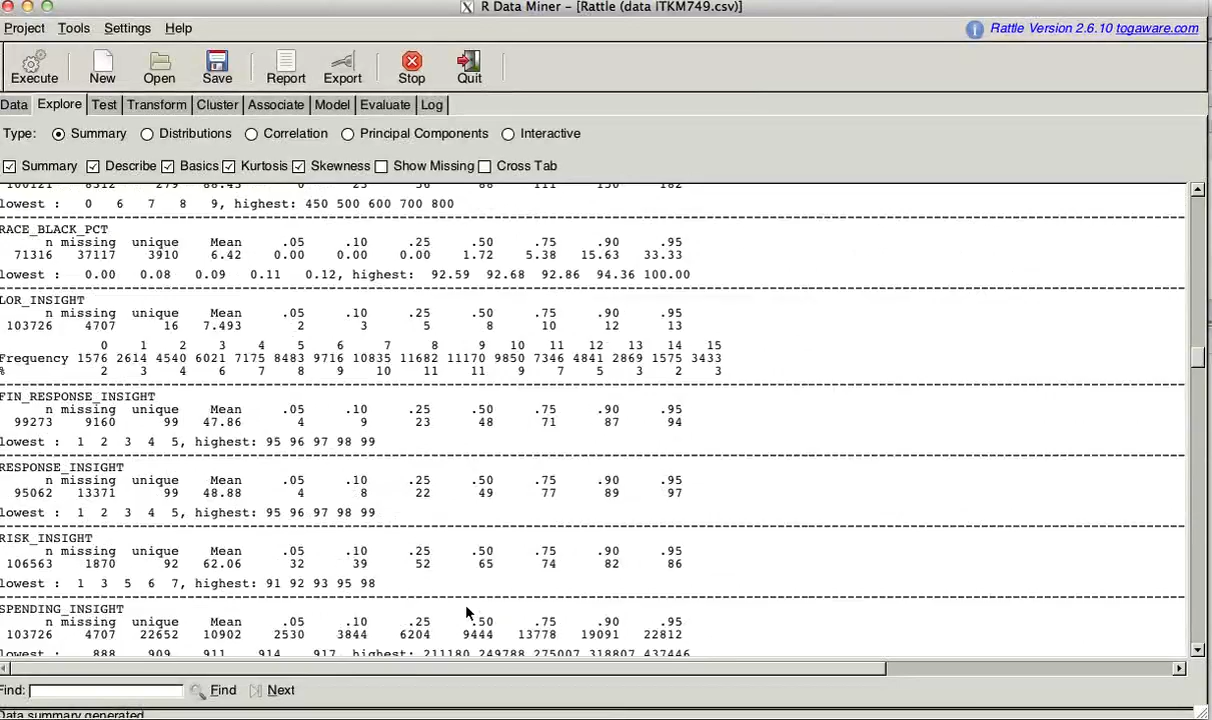 R Data Miner - [Rattle (data ITKM749.csv)]
Project Tools Settings Help
Rattle Version 2.6.10 togaware.com
Execute New Open Save Report Export Stop Quit
Data Explore Test Transform Cluster Associate Model Evaluate Log
Type: Summary Distributions Correlation Principal Components Interactive
Summary Describe Basics Kurtosis Skewness Show Missing Cross Tab
lowest : 0 6 7 8 9, highest: 450 500 600 700 800
RACE_BLACK_PCT
n missing unique Mean .05 .10 .25 .50 .75 .90 .95
71316 37117 3910 6.42 0.00 0.00 0.00 1.72 5.38 15.63 33.33
lowest : 0.00 0.08 0.09 0.11 0.12, highest: 92.59 92.68 92.86 94.36 100.00
LOR_INSIGHT
n missing unique Mean .05 .10 .25 .50 .75 .90 .95
103726 4707 16 7.493 2 3 5 8 10 12 13
0 1 2 3 4 5 6 7 8 9 10 11 12 13 14 15
Frequency 1576 2614 4540 6021 7175 8483 9716 10835 11682 11170 9850 7346 4841 2869 1575 3433
% 2 3 4 6 7 8 9 10 11 11 9 7 5 3 2 3
FIN_RESPONSE_INSIGHT
n missing unique Mean .05 .10 .25 .50 .75 .90 .95
99273 9160 99 47.86 4 9 23 48 71 87 94
lowest : 1 2 3 4 5, highest: 95 96 97 98 99
RESPONSE_INSIGHT
n missing unique Mean .05 .10 .25 .50 .75 .90 .95
95062 13371 99 48.88 4 8 22 49 77 89 97
lowest : 1 2 3 4 5, highest: 95 96 97 98 99
RISK_INSIGHT
n missing unique Mean .05 .10 .25 .50 .75 .90 .95
106563 1870 92 62.06 32 39 52 65 74 82 86
lowest : 1 3 5 6 7, highest: 91 92 93 95 98
SPENDING_INSIGHT
n missing unique Mean .05 .10 .25 .50 .75 .90 .95
103726 4707 22652 10902 2530 3844 6204 9444 13778 19091 22812
lowest : 888 909 911 914 917, highest: 211180 249788 275007 318807 437446
Find: Find Next
Data summary generated